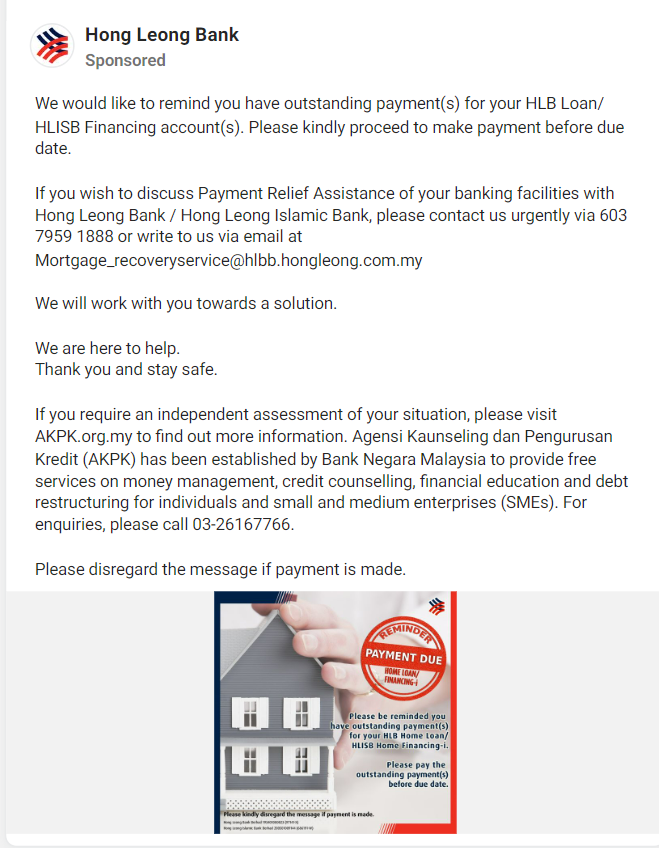 Hong Leong Bank
Sponsored
We would like to remind you have outstanding payment(s) for your HLB Loan/
HLISB Financing account(s). Please kindly proceed to make payment before due
date.
If you wish to discuss Payment Relief Assistance of your banking facilities with
Hong Leong Bank / Hong Leong Islamic Bank, please contact us urgently via 603
7959 1888 or write to us via email at
Mortgage_recoveryservice@hlbb.hongleong.com.my
We will work with you towards a solution.
We are here to help.
Thank you and stay safe.
If you require an independent assessment of your situation, please visit
AKPK.org.my to find out more information. Agensi Kaunseling dan Pengurusan
Kredit (AKPK) has been established by Bank Negara Malaysia to provide free
services on money management, credit counselling, financial education and debt
restructuring for individuals and small and medium enterprises (SMEs). For
enquiries, please call 03-26167766.
Please disregard the message if payment is made.
REMINDER
PAYMENT DUE
HOME LOAN/
FINANCING-i
Please be reminded you
have outstanding payment(s)
for your HLB Home Loan/
HLISB Home Financing-i.
Please pay the
outstanding payment(s)
before due date.
Please kindly disregard the message if payment is made.
Hong Leong Bank Berhad
Hong Leong Islamic Bank Berhad